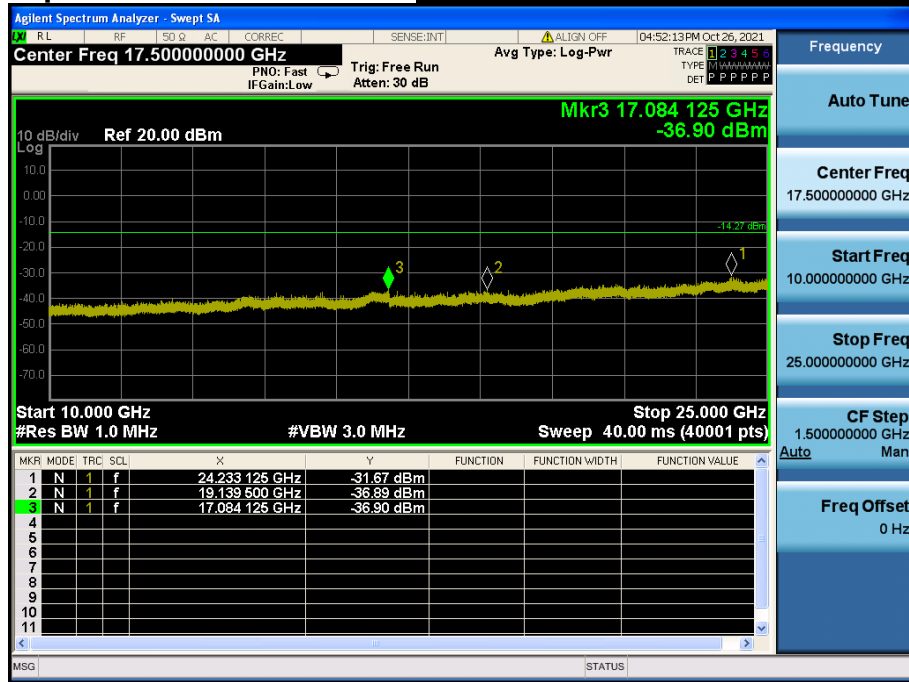 Agilent Spectrum Analyzer - Swept SA
LXI RL RF 50 Ω AC CORREC SENSE:INT ALIGN OFF 04:52:13 PM Oct 26, 2021
Center Freq 17.500000000 GHz
PNO: Fast
IFGain:Low
Trig: Free Run
Atten: 30 dB
Avg Type: Log-Pwr
TRACE 1 2 3 4 5 6
TYPE M WWWWW
DET P P P P P P
Mkr3 17.084 125 GHz
-36.90 dBm
10 dB/div Ref 20.00 dBm
Log
10.0
0.00
-10.0
-14.27 dBm
-20.0
-30.0
-40.0
-50.0
-60.0
-70.0
3
2
1
Start 10.000 GHz Stop 25.000 GHz
#Res BW 1.0 MHz #VBW 3.0 MHz Sweep 40.00 ms (40001 pts)
MKR MODE TRC SCL X Y FUNCTION FUNCTION WIDTH FUNCTION VALUE
1 N 1 f 24.233 125 GHz -31.67 dBm
2 N 1 f 19.139 500 GHz -36.89 dBm
3 N 1 f 17.084 125 GHz -36.90 dBm
4
5
6
7
8
9
10
11
MSG STATUS
Frequency
Auto Tune
Center Freq
17.500000000 GHz
Start Freq
10.000000000 GHz
Stop Freq
25.000000000 GHz
CF Step
1.500000000 GHz
Auto Man
Freq Offset
0 Hz